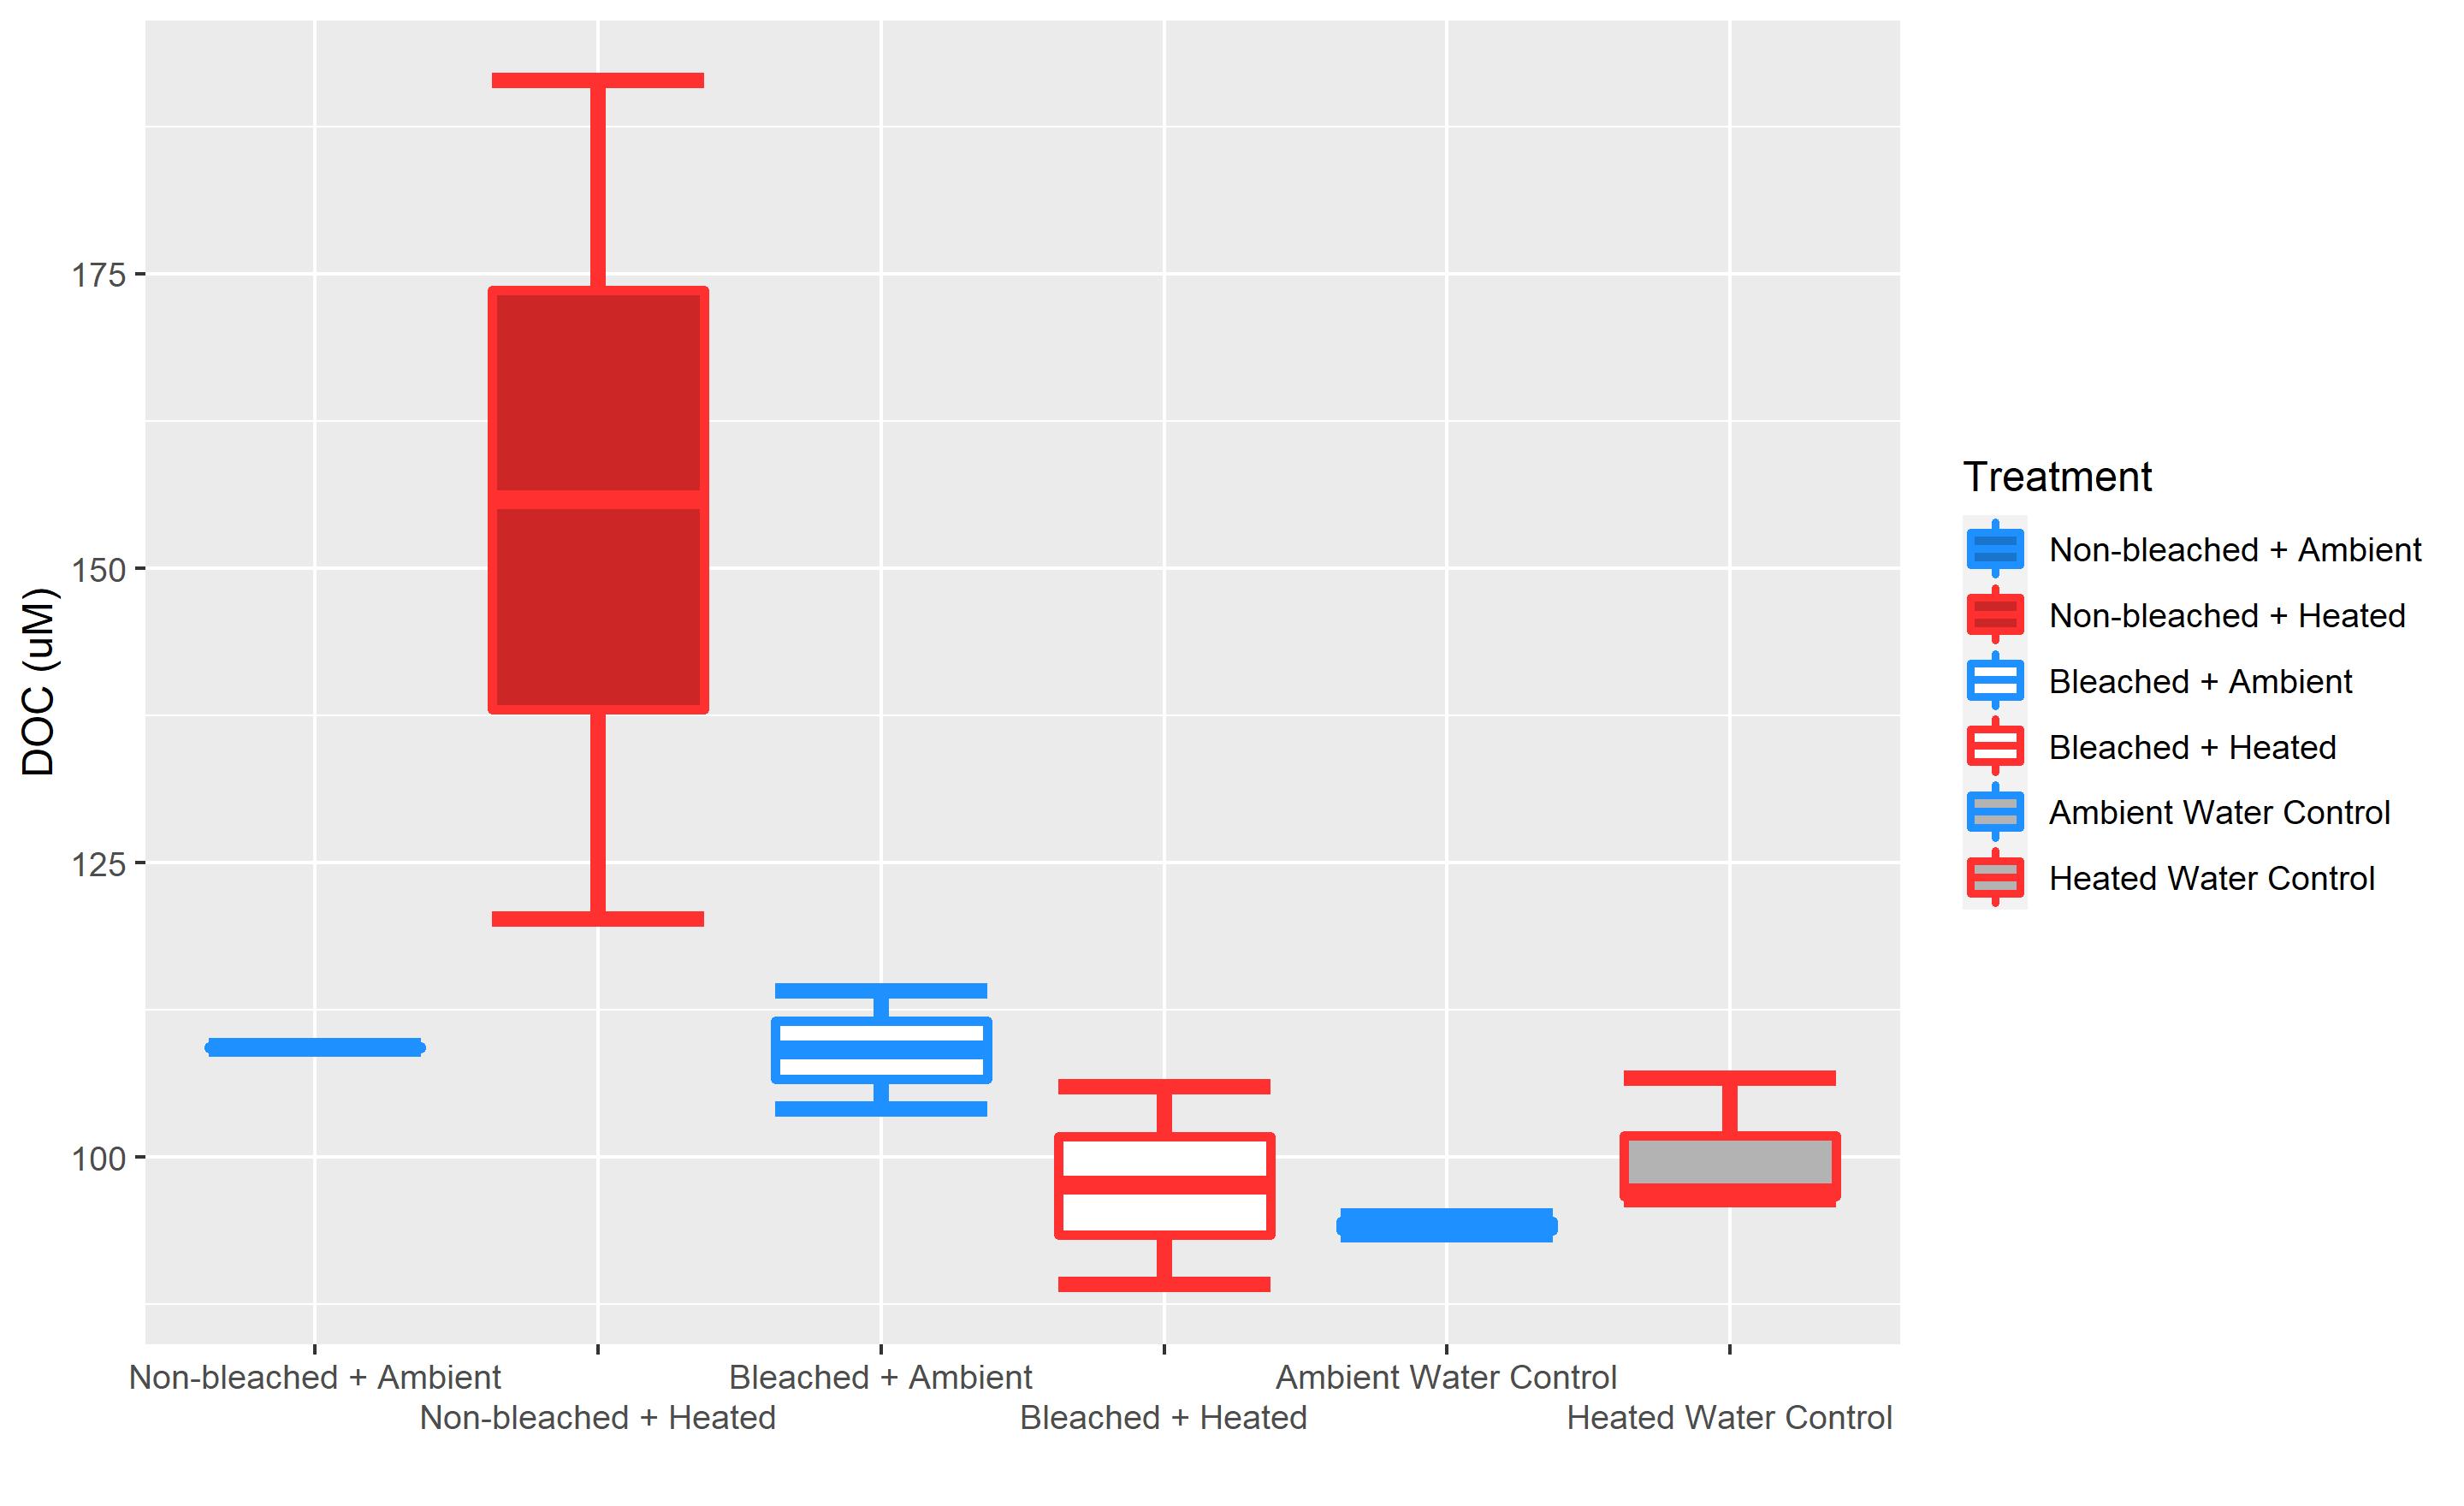 DOC (uM)
175
150
125
100
Non-bleached + Ambient
Non-bleached + Heated
Bleached + Ambient
Bleached + Heated
Ambient Water Control
Heated Water Control
Treatment
Non-bleached + Ambient
Non-bleached + Heated
Bleached + Ambient
Bleached + Heated
Ambient Water Control
Heated Water Control